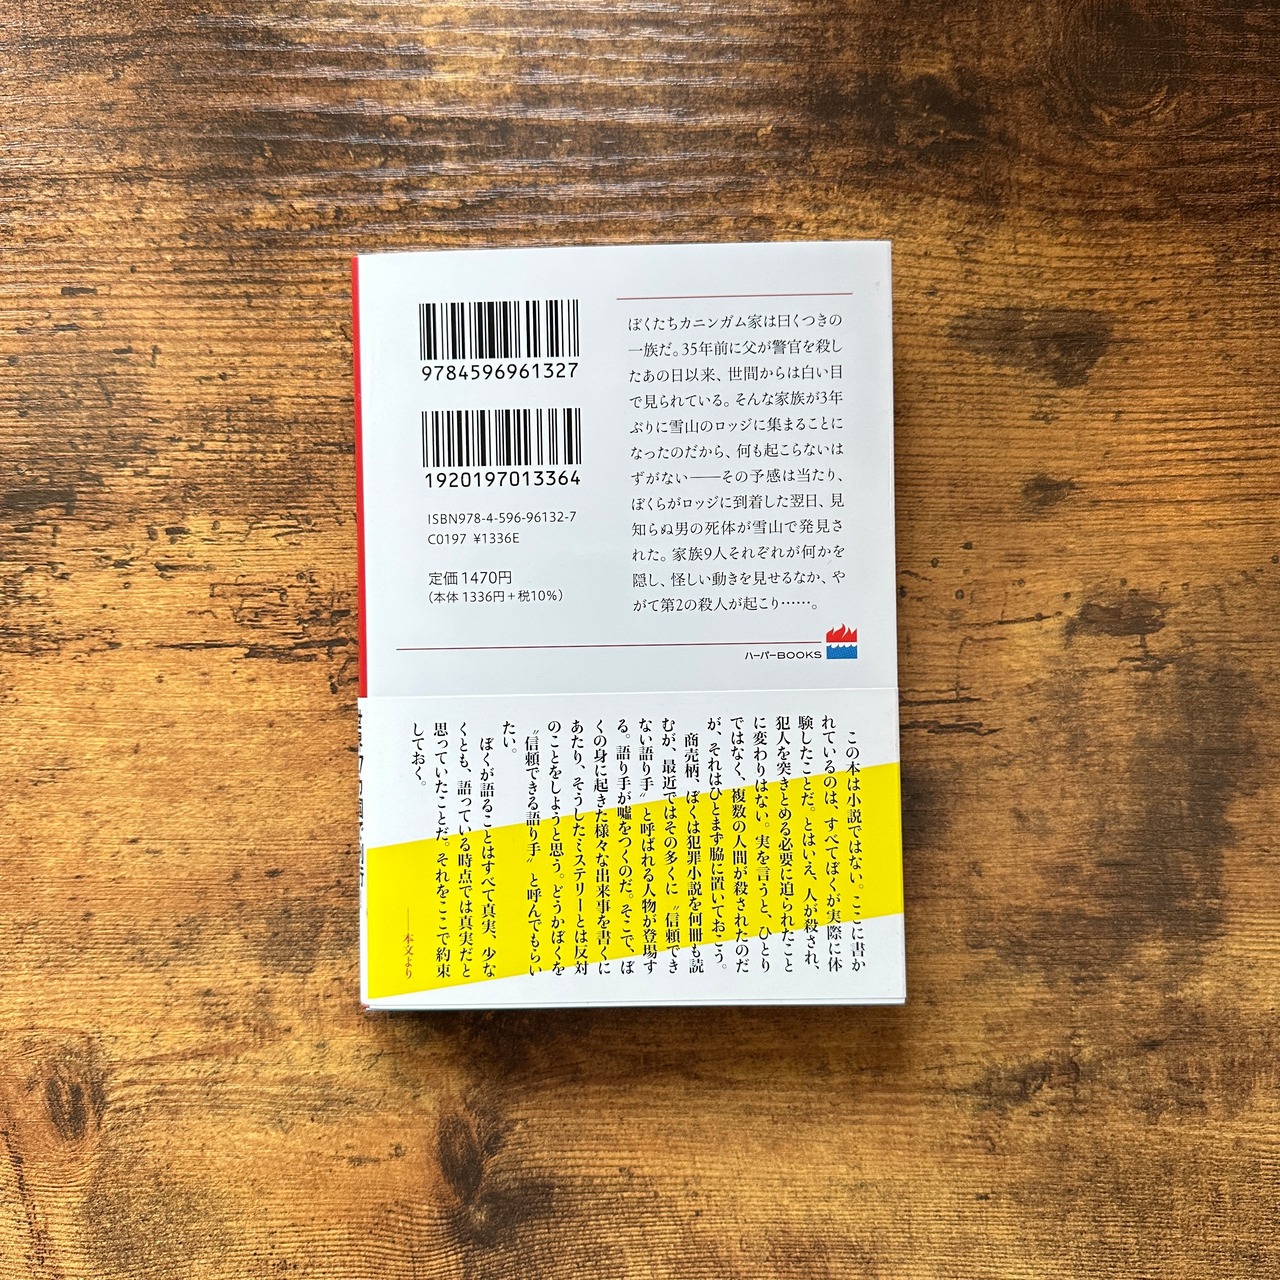 9784596961327
1920197013364
ISBN978-4-596-96132-7
C0197 ¥1336E
定価1470円
(本体 1336円+税10%)
ぼくたちカニンガム家は曰くつきの
一族だ。35年前に父が警官を殺し
たあの日以来、世間からは白い目
で見られている。そんな家族が3年
ぶりに雪山のロッジに集まることに
なったのだから、何も起こらないは
ずがない――その予感は当たり、
ぼくらがロッジに到着した翌日、見
知らぬ男の死体が雪山で発見さ
れた。家族9人それぞれが何かを
隠し、怪しい動きを見せるなか、や
がて第2の殺人が起こり……。
ハーパーBOOKS
この本は小説ではない。ここに書か
れているのは、すべてぼくが実際に体
験したことだ。とはいえ、人が殺され、
犯人を突きとめる必要に迫られたこと
に変わりはない。実を言うと、ひとり
ではなく、複数の人間が殺されたのだ
が、それはひとまず脇に置いておこう。
商売柄、ぼくは犯罪小説を何冊も読
むが、最近ではその多くに〝信頼でき
ない語り手〟と呼ばれる人物が登場す
る。語り手が嘘をつくのだ。そこで、ぼ
くの身に起きた様々な出来事を書くに
あたり、そうしたミステリーとは反対
のことをしようと思う。どうかぼくを
〝信頼できる語り手〟と呼んでもらい
たい。
ぼくが語ることはすべて真実、少な
くとも、語っている時点では真実だと
思っていたことだ。それをここで約束
しておく。
――本文より